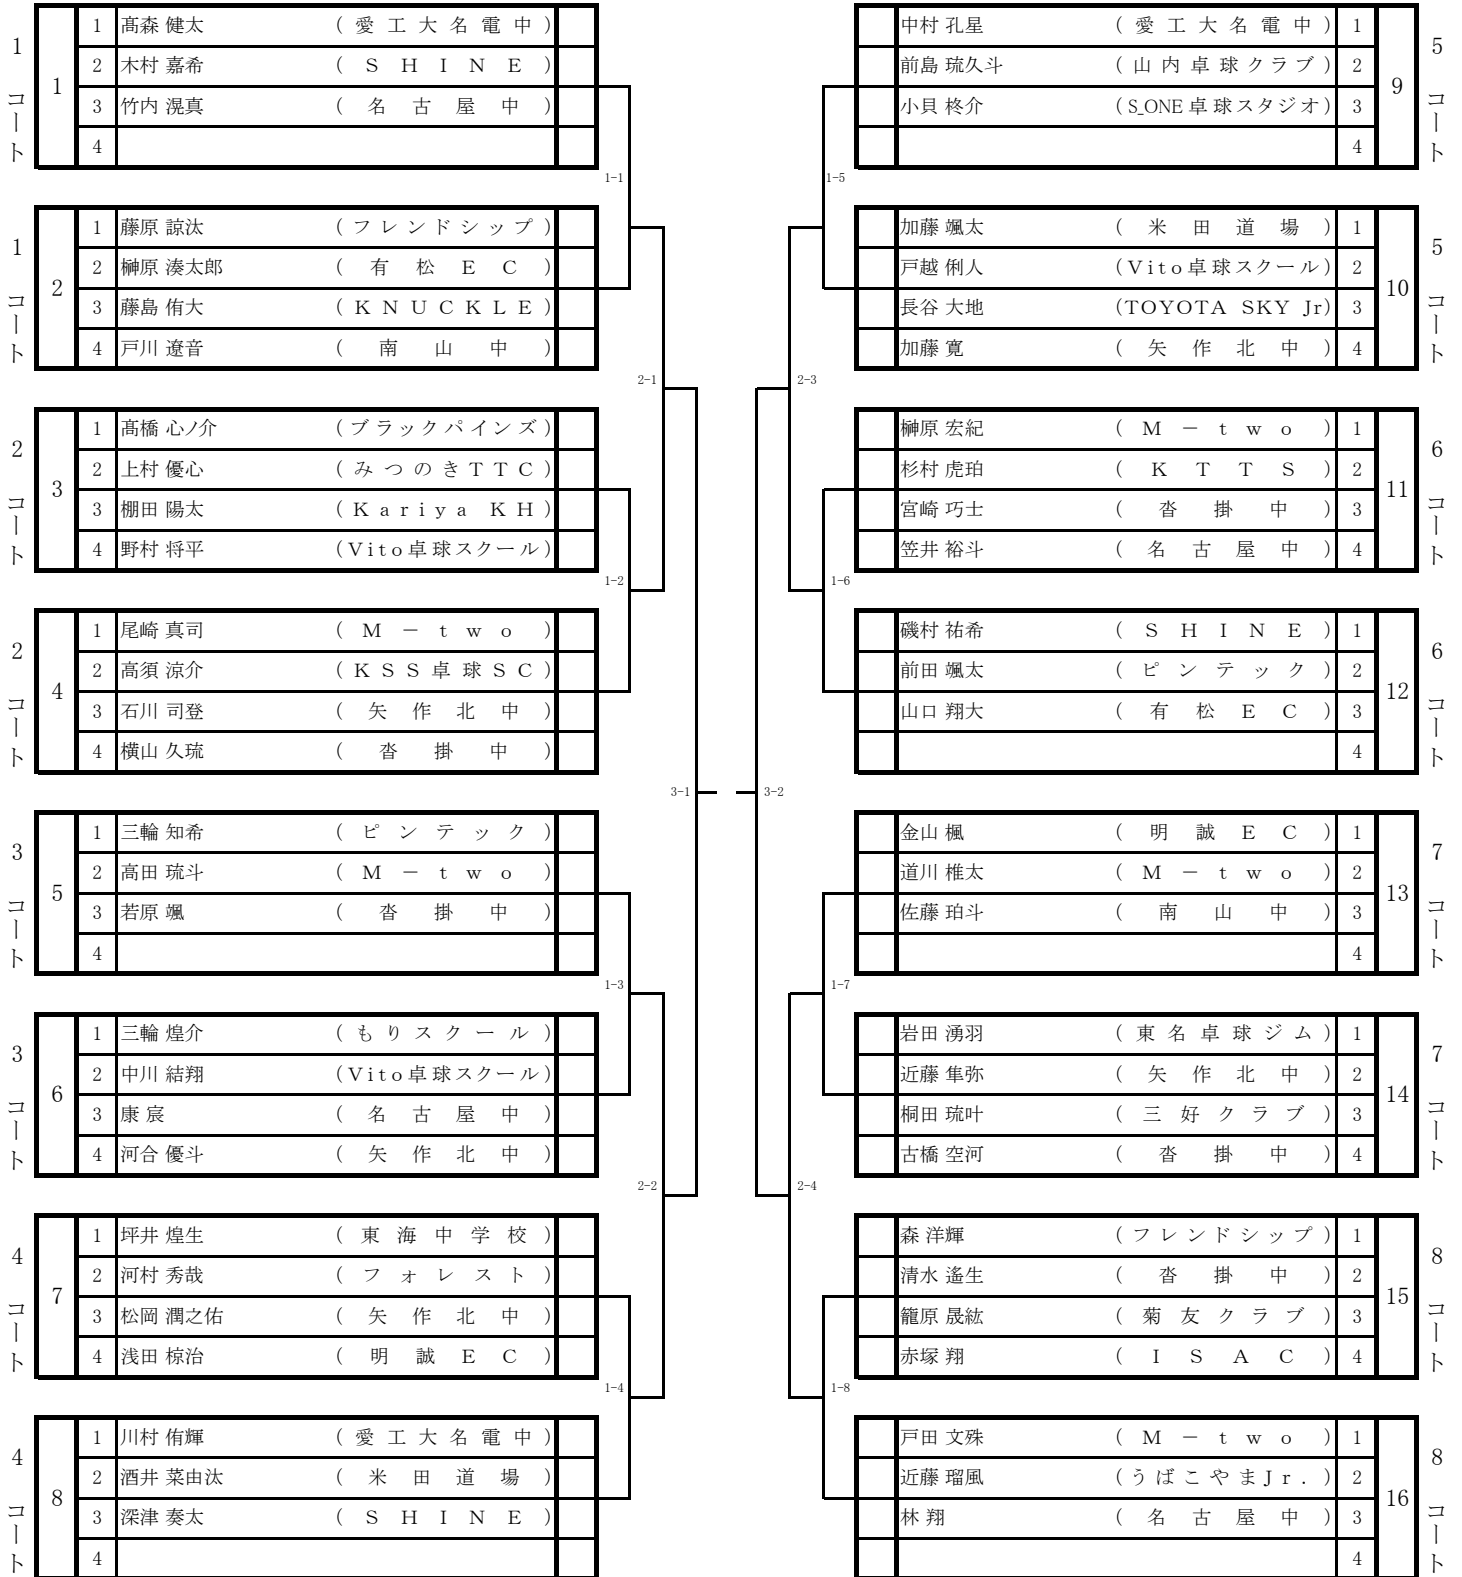 1コート
1
1 髙森 健太 (愛工大名電中)
2 木村 嘉希 (SHINE)
3 竹内 滉真 (名古屋中)
4
1-1
1コート
2
1 藤原 諒汰 (フレンドシップ)
2 榊原 湊太郎 (有松EC)
3 藤島 侑大 (KNUCKLE)
4 戸川 遼音 (南山中)
2-1
2コート
3
1 髙橋 心ノ介 (ブラックパインズ)
2 上村 優心 (みつのきTTC)
3 棚田 陽太 (Kariya KH)
4 野村 将平 (Vito卓球スクール)
1-2
2コート
4
1 尾崎 真司 (M－two)
2 高須 涼介 (KSS卓球SC)
3 石川 司登 (矢作北中)
4 横山 久琉 (沓掛中)
3-1
3コート
5
1 三輪 知希 (ピンテック)
2 高田 琉斗 (M－two)
3 若原 颯 (沓掛中)
4
1-3
3コート
6
1 三輪 煌介 (もりスクール)
2 中川 結翔 (Vito卓球スクール)
3 康 宸 (名古屋中)
4 河合 優斗 (矢作北中)
2-2
4コート
7
1 坪井 煌生 (東海中学校)
2 河村 秀哉 (フォレスト)
3 松岡 潤之佑 (矢作北中)
4 浅田 椋治 (明誠EC)
1-4
4コート
8
1 川村 侑輝 (愛工大名電中)
2 酒井 菜由汰 (米田道場)
3 深津 奏太 (SHINE)
4
中村 孔星 (愛工大名電中) 1
前島 琉久斗 (山内卓球クラブ) 2
小貝 柊介 (S_ONE卓球スタジオ) 3
4
9
5コート
1-5
加藤 颯太 (米田道場) 1
戸越 俐人 (Vito卓球スクール) 2
長谷 大地 (TOYOTA SKY Jr) 3
加藤 寛 (矢作北中) 4
10
5コート
2-3
榊原 宏紀 (M－two) 1
杉村 虎珀 (KTTS) 2
宮崎 巧士 (沓掛中) 3
笠井 裕斗 (名古屋中) 4
11
6コート
1-6
磯村 祐希 (SHINE) 1
前田 颯太 (ピンテック) 2
山口 翔大 (有松EC) 3
4
12
6コート
3-2
金山 楓 (明誠EC) 1
道川 椎太 (M－two) 2
佐藤 珀斗 (南山中) 3
4
13
7コート
1-7
岩田 湧羽 (東名卓球ジム) 1
近藤 隼弥 (矢作北中) 2
桐田 琉叶 (三好クラブ) 3
古橋 空河 (沓掛中) 4
14
7コート
2-4
森 洋輝 (フレンドシップ) 1
清水 遙生 (沓掛中) 2
籠原 晟紘 (菊友クラブ) 3
赤塚 翔 (ISAC) 4
15
8コート
1-8
戸田 文殊 (M－two) 1
近藤 瑠風 (うばこやまJr.) 2
林 翔 (名古屋中) 3
4
16
8コート